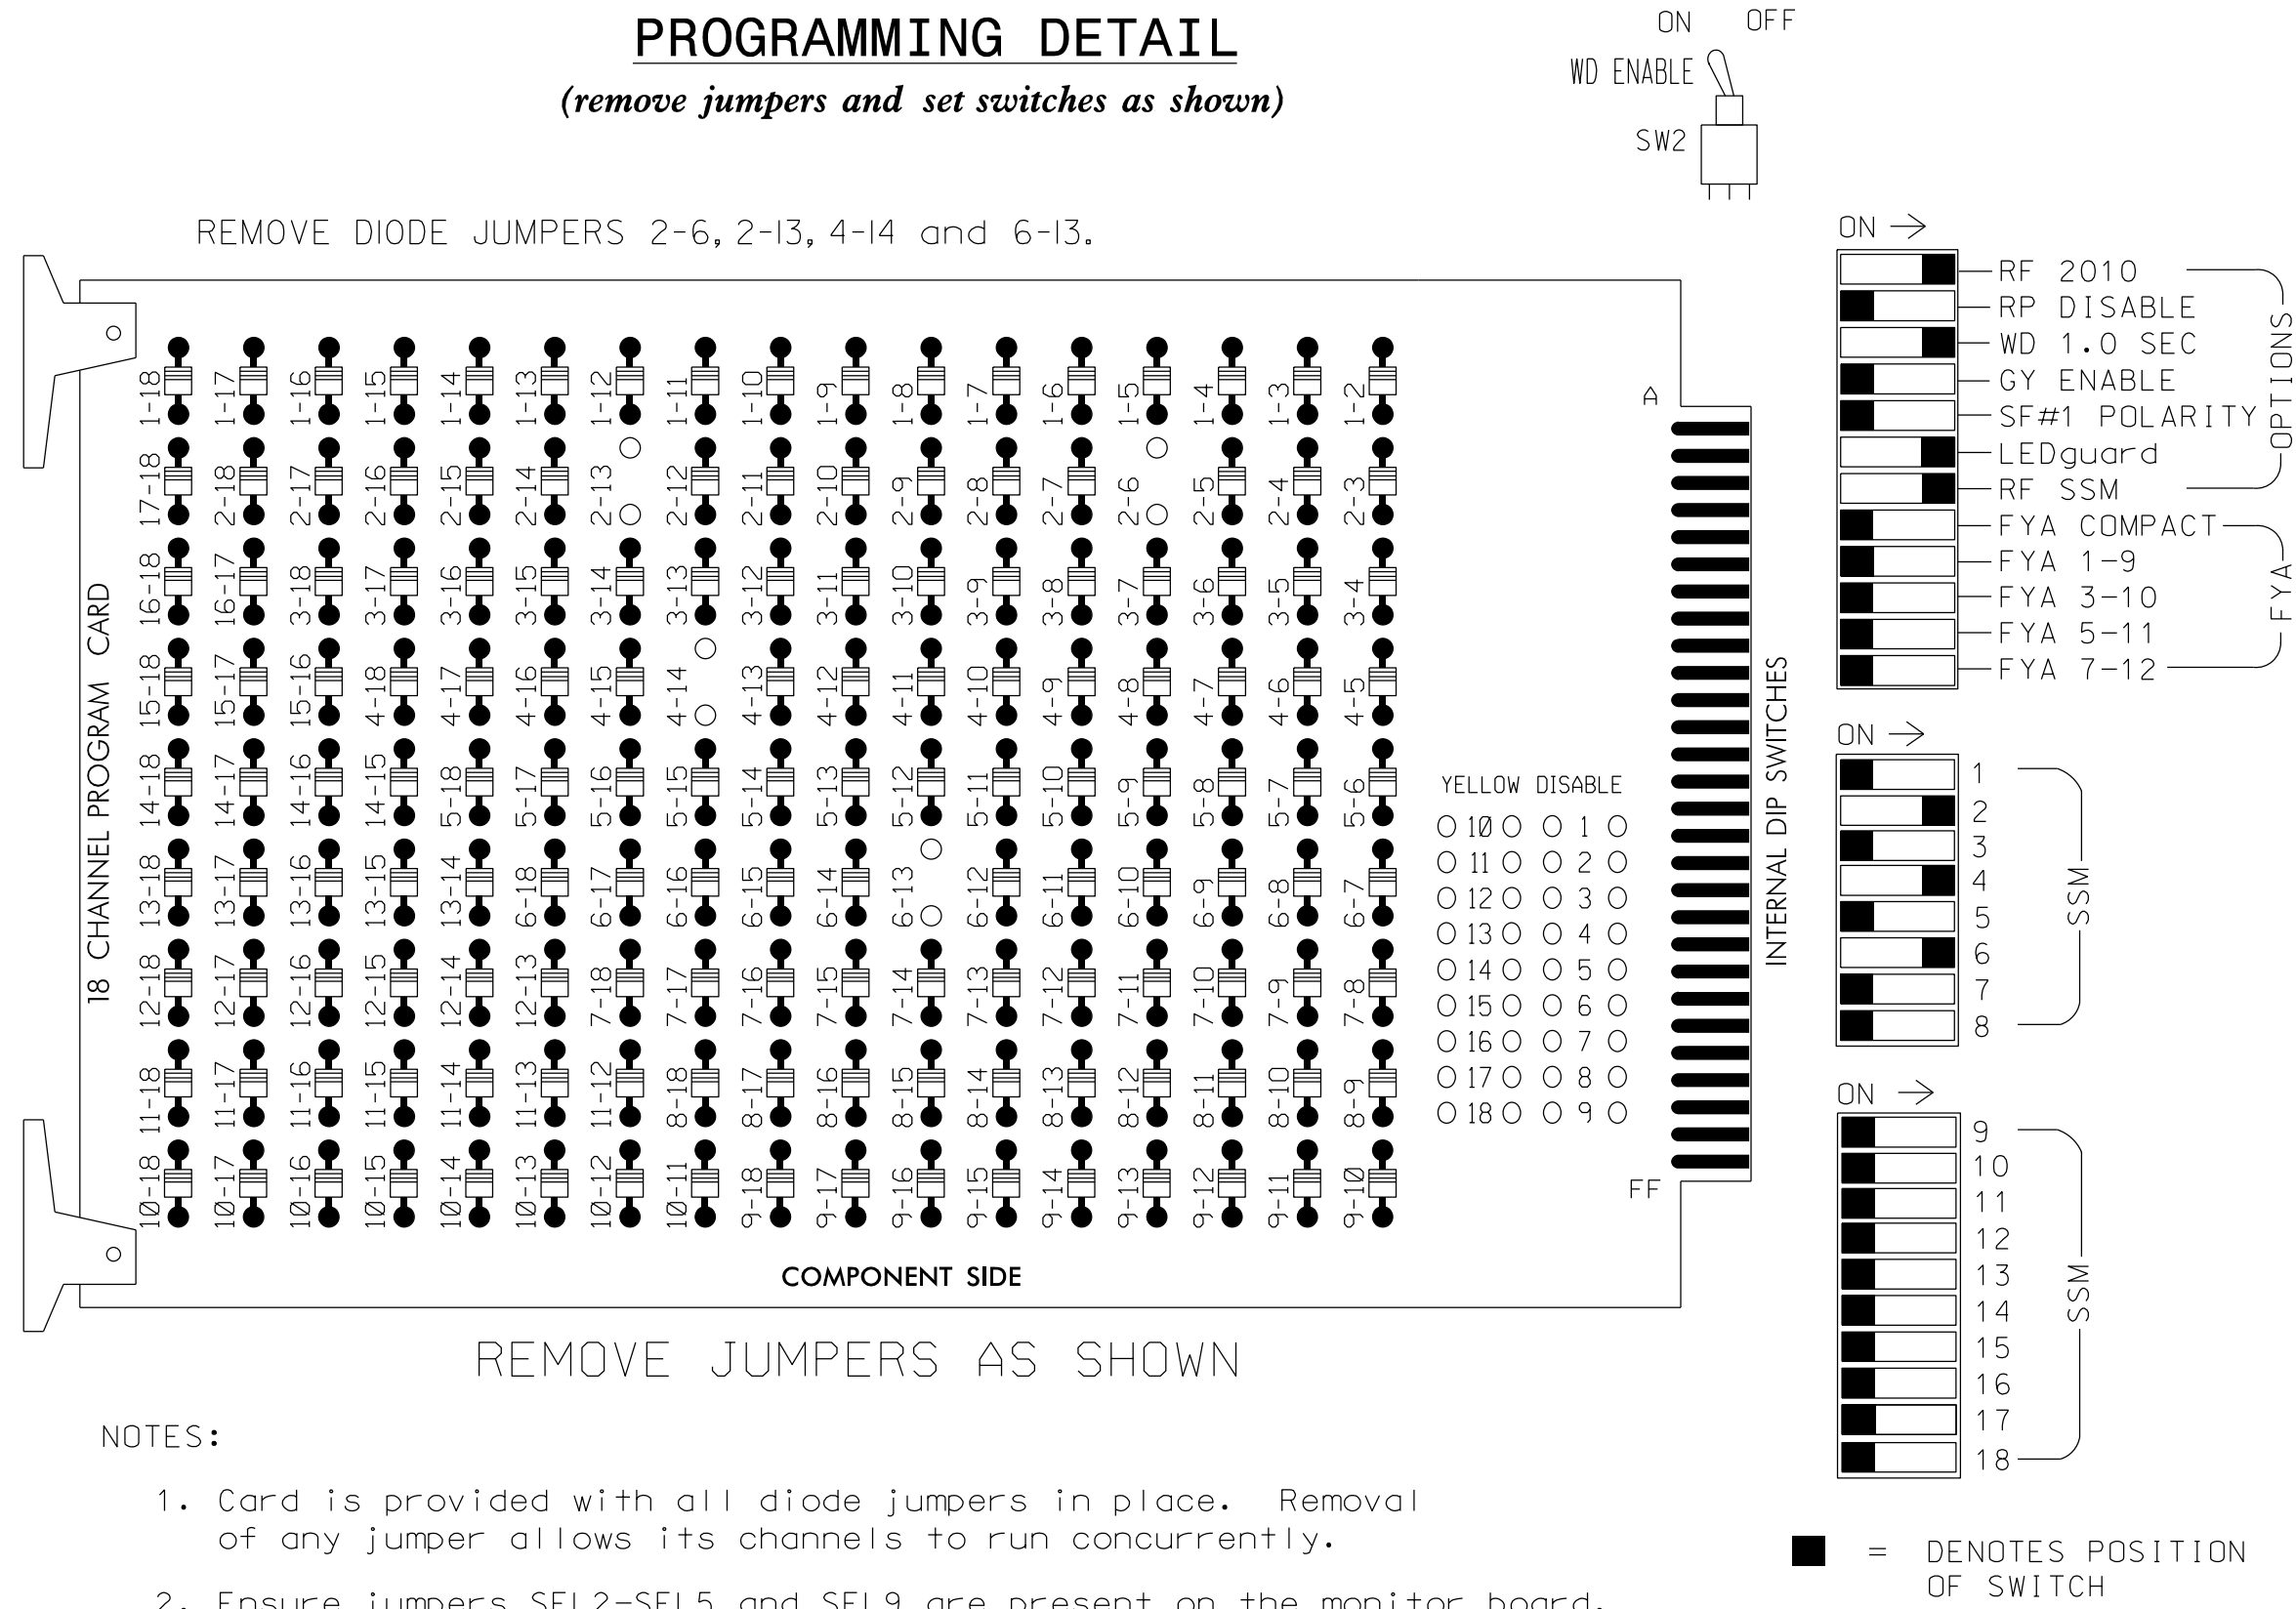 PROGRAMMING DETAIL
(remove jumpers and set switches as shown)
ON OFF
WD ENABLE
SW2
REMOVE DIODE JUMPERS 2-6, 2-13, 4-14 and 6-13.
18 CHANNEL PROGRAM CARD
1-18 1-17 1-16 1-15 1-14 1-13 1-12 1-11 1-10 1-9 1-8 1-7 1-6 1-5 1-4 1-3 1-2
17-18 2-18 2-17 2-16 2-15 2-14 2-13 2-12 2-11 2-10 2-9 2-8 2-7 2-6 2-5 2-4 2-3
16-18 16-17 3-18 3-17 3-16 3-15 3-14 3-13 3-12 3-11 3-10 3-9 3-8 3-7 3-6 3-5 3-4
15-18 15-17 15-16 4-18 4-17 4-16 4-15 4-14 4-13 4-12 4-11 4-10 4-9 4-8 4-7 4-6 4-5
14-18 14-17 14-16 14-15 5-18 5-17 5-16 5-15 5-14 5-13 5-12 5-11 5-10 5-9 5-8 5-7 5-6
13-18 13-17 13-16 13-15 13-14 6-18 6-17 6-16 6-15 6-14 6-13 6-12 6-11 6-10 6-9 6-8 6-7
12-18 12-17 12-16 12-15 12-14 12-13 7-18 7-17 7-16 7-15 7-14 7-13 7-12 7-11 7-10 7-9 7-8
11-18 11-17 11-16 11-15 11-14 11-13 11-12 8-18 8-17 8-16 8-15 8-14 8-13 8-12 8-11 8-10 8-9
10-18 10-17 10-16 10-15 10-14 10-13 10-12 10-11 9-18 9-17 9-16 9-15 9-14 9-13 9-12 9-11 9-10
A
FF
YELLOW DISABLE
10 1
11 2
12 3
13 4
14 5
15 6
16 7
17 8
18 9
COMPONENT SIDE
REMOVE JUMPERS AS SHOWN
INTERNAL DIP SWITCHES
ON →
RF 2010
RP DISABLE
WD 1.0 SEC
GY ENABLE
SF#1 POLARITY
LEDguard
RF SSM
OPTIONS
FYA COMPACT
FYA 1-9
FYA 3-10
FYA 5-11
FYA 7-12
FYA
ON →
1
2
3
4
5
6
7
8
SSM
ON →
9
10
11
12
13
14
15
16
17
18
SSM
= DENOTES POSITION
OF SWITCH
NOTES:
1. Card is provided with all diode jumpers in place. Removal
of any jumper allows its channels to run concurrently.
2. Ensure jumpers SEL2-SEL5 and SEL9 are present on the monitor board.